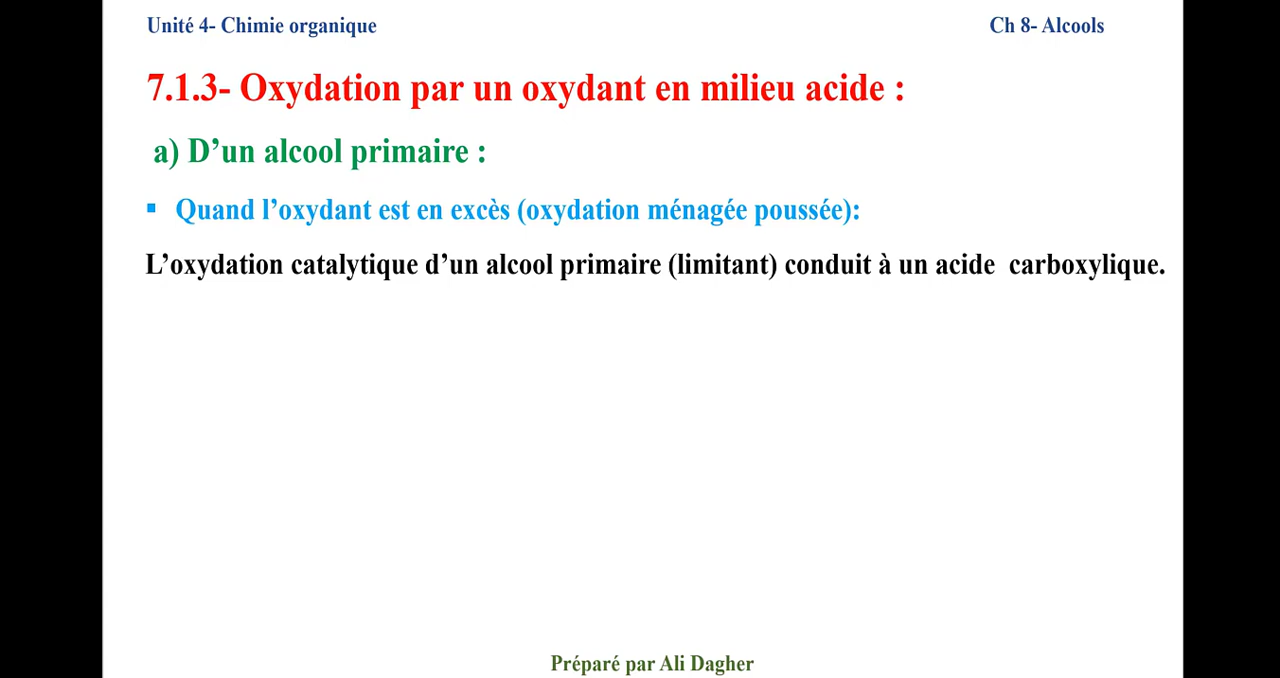 Unité 4- Chimie organique
Ch 8- Alcools
7.1.3- Oxydation par un oxydant en milieu acide :
a) D’un alcool primaire :
▪ Quand l’oxydant est en excès (oxydation ménagée poussée):
L’oxydation catalytique d’un alcool primaire (limitant) conduit à un acide carboxylique.
Préparé par Ali Dagher